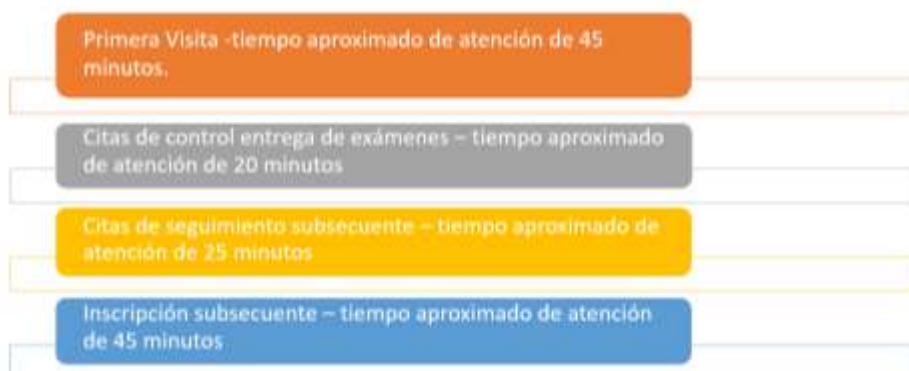 Primera Visita -tiempo aproximado de atención de 45
minutos.
Citas de control entrega de exámenes – tiempo aproximado
de atención de 20 minutos
Citas de seguimiento subsecuente – tiempo aproximado de
atención de 25 minutos
Inscripción subsecuente – tiempo aproximado de atención
de 45 minutos